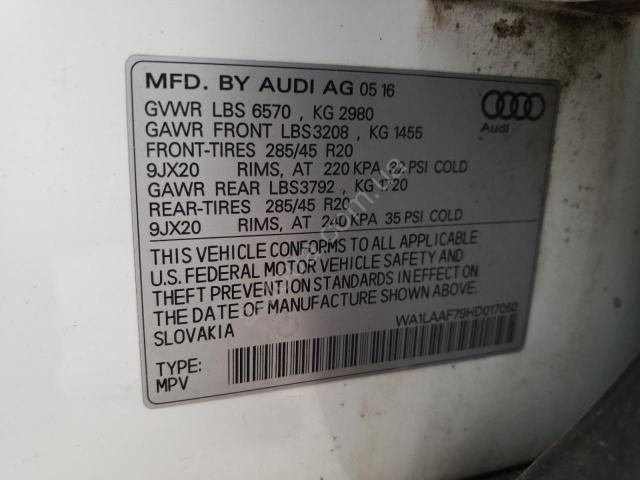 MFD. BY AUDI AG 05 16
GVWR LBS 6570 , KG 2980
GAWR FRONT LBS3208 , KG 1455
FRONT-TIRES 285/45 R20
9JX20 RIMS, AT 220 KPA PSI COLD
GAWR REAR LBS3792 , KG
REAR-TIRES 285/45 R20
9JX20 RIMS, AT 240 KPA 35 PSI COLD
THIS VEHICLE CONFORMS TO ALL APPLICABLE
U.S. FEDERAL MOTOR VEHICLE SAFETY AND
THEFT PREVENTION STANDARDS IN EFFECT ON
THE DATE OF MANUFACTURE SHOWN ABOVE.
SLOVAKIA
WA1LAAF79HD017060
TYPE:
MPV
Audi